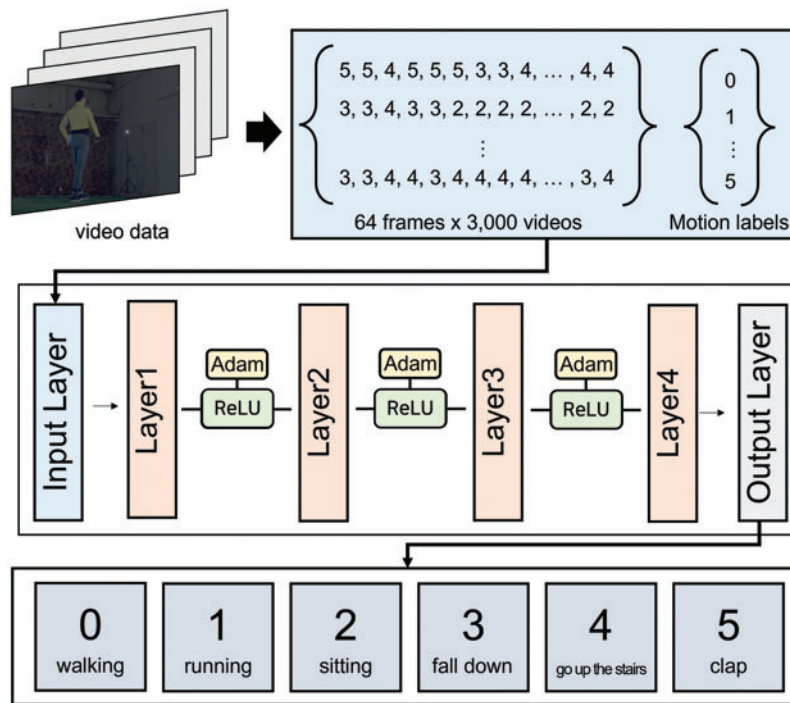 5, 5, 4, 5, 5, 5, 3, 3, 4, … , 4, 4
3, 3, 4, 3, 3, 2, 2, 2, 2, … , 2, 2
⋮
3, 3, 4, 4, 3, 4, 4, 4, 4, … , 3, 4
0
1
⋮
5
64 frames x 3,000 videos
Motion labels
video data
Input Layer
Layer1
Adam
ReLU
Layer2
Adam
ReLU
Layer3
Adam
ReLU
Layer4
Output Layer
0
walking
1
running
2
sitting
3
fall down
4
go up the stairs
5
clap